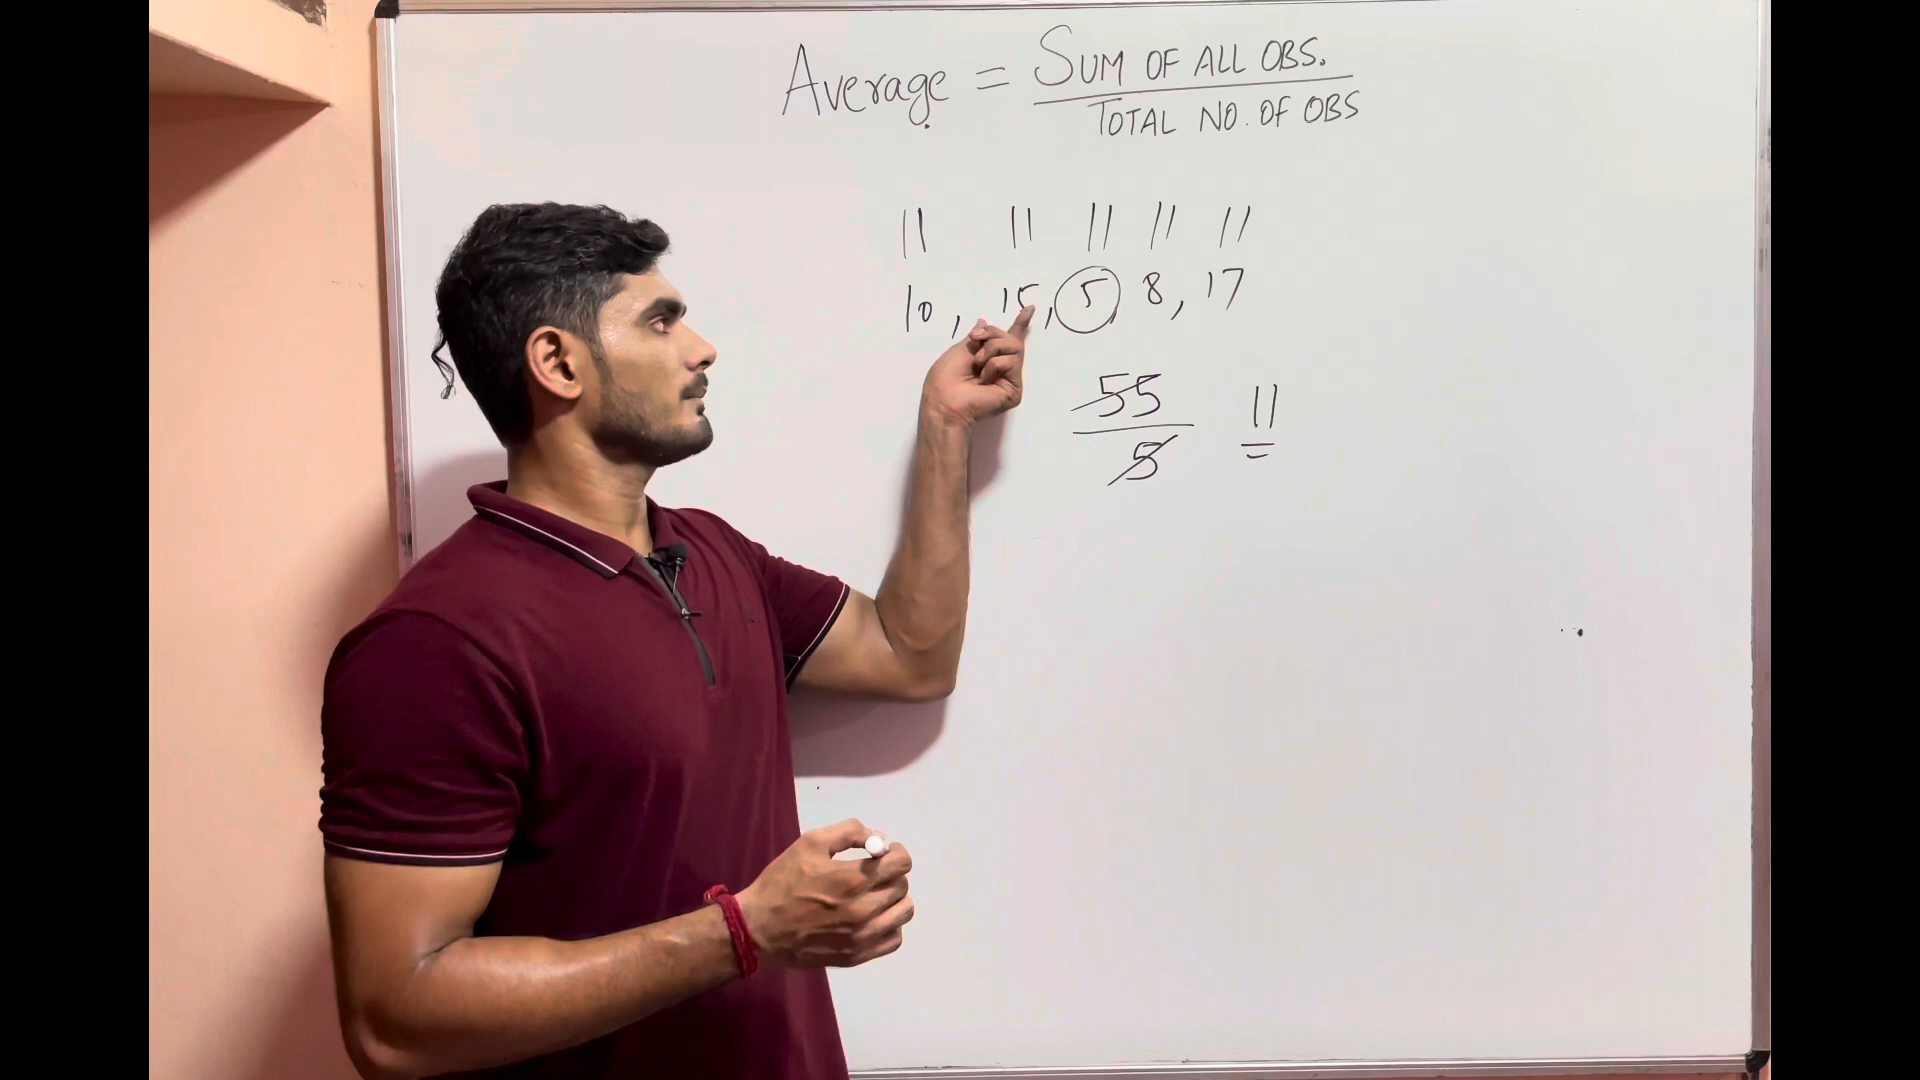 Average = SUM OF ALL OBS.
TOTAL NO. OF OBS
11 11 11 11 11
10, 15, 5, 8, 17
55
5
11